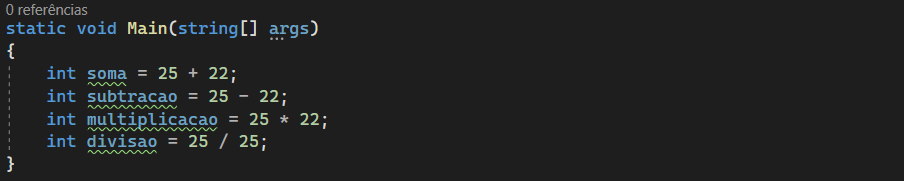 0 referências
static void Main(string[] args)
{
int soma = 25 + 22;
int subtracao = 25 - 22;
int multiplicacao = 25 * 22;
int divisao = 25 / 25;
}